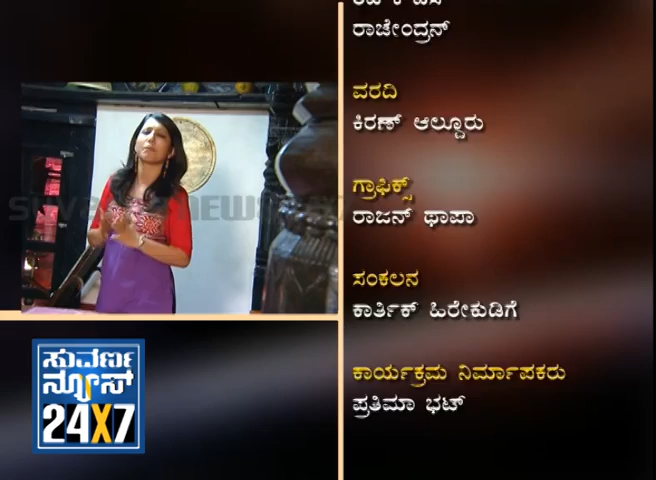 ರಾಜೇಂದ್ರನ್
ವರದಿ
ಕಿರಣ್ ಆಲ್ದೂರು
ಗ್ರಾಫಿಕ್ಸ್
ರಾಜನ್ ಥಾಪಾ
ಸಂಕಲನ
ಕಾರ್ತಿಕ್ ಹಿರೇಕುಡಿಗೆ
ಕಾರ್ಯಕ್ರಮ ನಿರ್ಮಾಪಕರು
ಪ್ರತಿಮಾ ಭಟ್
ಸುವರ್ಣ
ನ್ಯೂಸ್
24X7